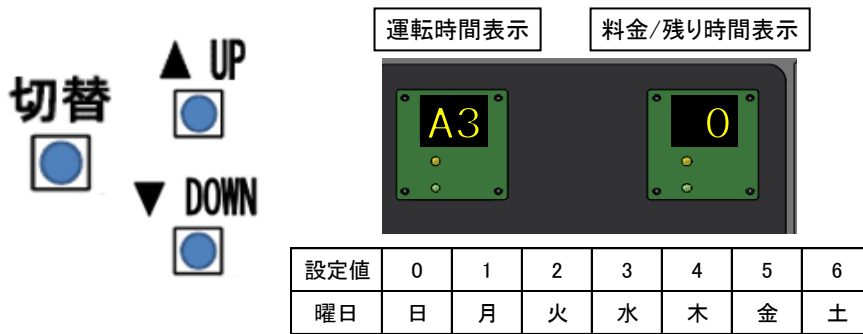 運転時間表示
料金/残り時間表示
切替
▲ UP
▼ DOWN
A3
0
設定値 0 1 2 3 4 5 6
曜日 日 月 火 水 木 金 土